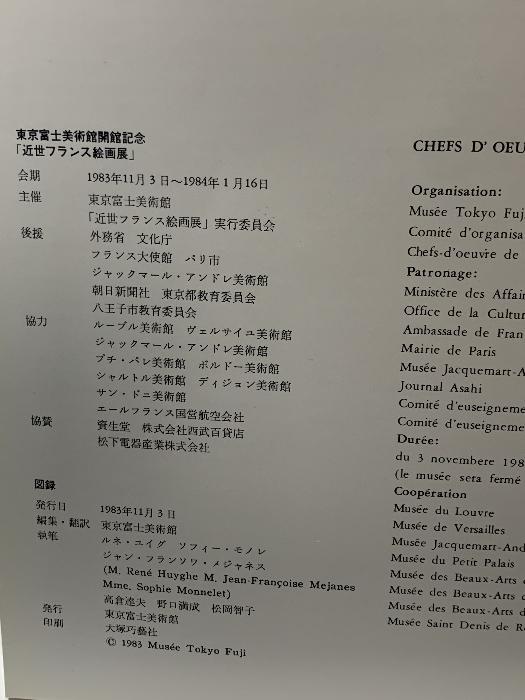 東京富士美術館開館記念
「近世フランス絵画展」
会期 1983年11月3日〜1984年1月16日
主催 東京富士美術館
「近世フランス絵画展」実行委員会
後援 外務省 文化庁
フランス大使館 パリ市
ジャックマール・アンドレ美術館
朝日新聞社 東京都教育委員会
八王子市教育委員会
協力 ルーブル美術館 ヴェルサイユ美術館
ジャックマール・アンドレ美術館
プチ・パレ美術館 ボルドー美術館
シャルトル美術館 ディジョン美術館
サン・ドニ美術館
エールフランス国営航空会社
協賛 資生堂 株式会社西武百貨店
松下電器産業株式会社
図録
発行日 1983年11月3日
編集・翻訳 東京富士美術館
執筆 ルネ・ユイグ ソフィー・モノレ
ジャン・フランソワ・メジャネス
(M. René Huyghe M. Jean-Françoise Mejanes
Mme. Sophie Monnelet)
高倉達夫 野口満成 松岡智子
発行 東京富士美術館
印刷 大塚巧藝社
© 1983 Musée Tokyo Fuji
CHEFS D' OEU
Organisation:
Musée Tokyo Fuj
Comité d'organisa
Chefs-d'oeuvre de
Patronage:
Ministère des Affair
Office de la Cultur
Ambassade de Fran
Mairie de Paris
Musée Jacquemart-A
Journal Asahi
Comité d'euseigneme
Comité d'euseigneme
Durée:
du 3 novembere 198
(le musée sera fermé
Coopération
Musée du Louvre
Musée de Versailles
Musée Jacquemart-And
Musée du Petit Palais
Musée des Beaux-Arts d
Musée des Beaux-Arts d
Musée des Beaux-Arts d
Musée Saint Denis de R